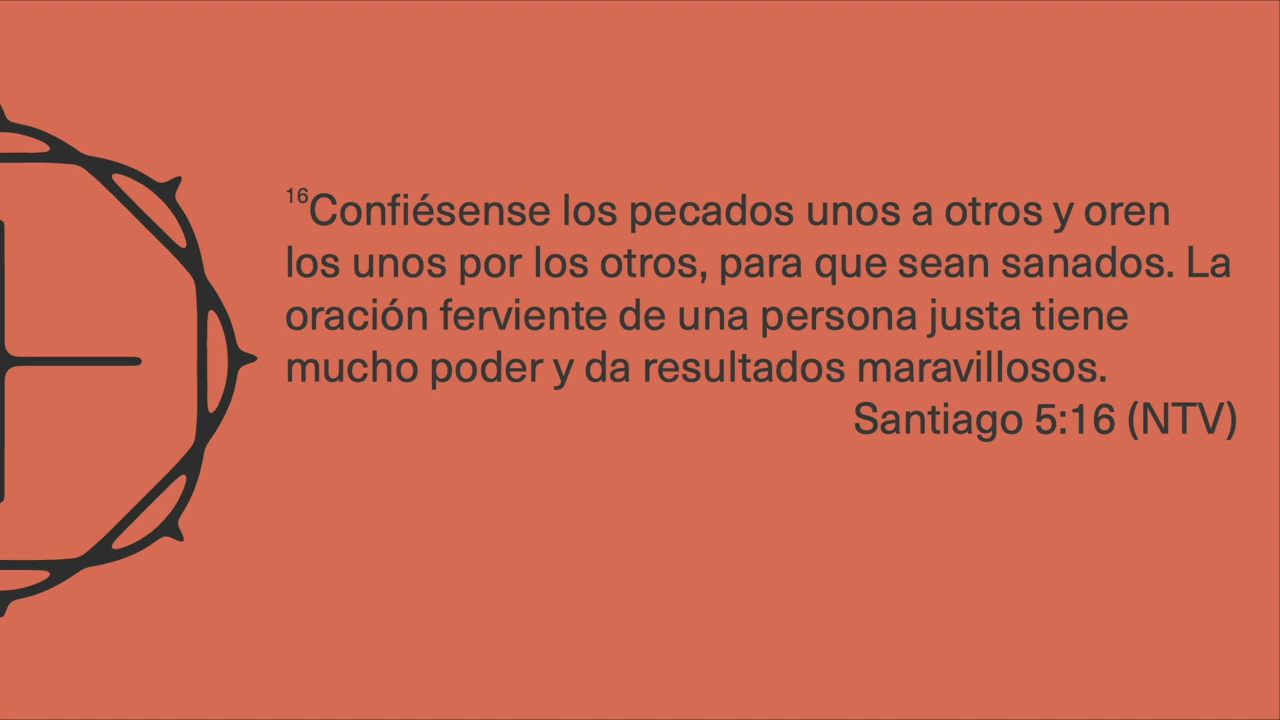 16Confiésense los pecados unos a otros y oren
los unos por los otros, para que sean sanados. La
oración ferviente de una persona justa tiene
mucho poder y da resultados maravillosos.
Santiago 5:16 (NTV)